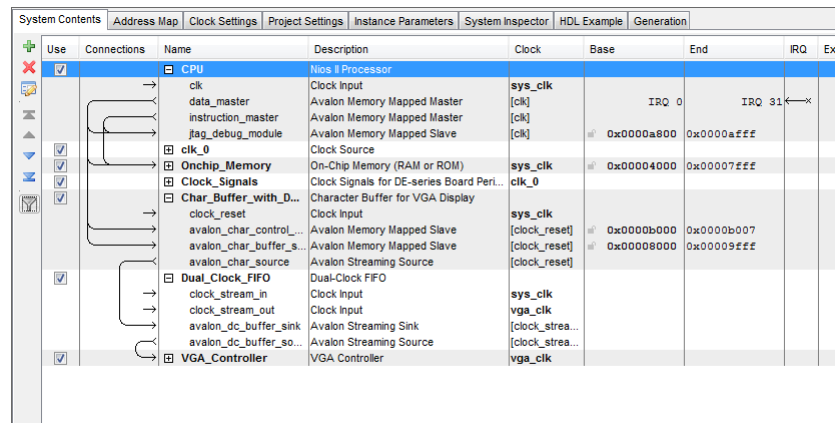 System Contents Address Map Clock Settings Project Settings Instance Parameters System Inspector HDL Example Generation
Use Connections Name Description Clock Base End IRQ Ex
CPU Nios II Processor
clk Clock Input sys_clk
data_master Avalon Memory Mapped Master [clk] IRQ 0 IRQ 31
instruction_master Avalon Memory Mapped Master [clk]
jtag_debug_module Avalon Memory Mapped Slave [clk] 0x0000a800 0x0000afff
clk_0 Clock Source
Onchip_Memory On-Chip Memory (RAM or ROM) sys_clk 0x00004000 0x00007fff
Clock_Signals Clock Signals for DE-series Board Peri... clk_0
Char_Buffer_with_D... Character Buffer for VGA Display
clock_reset Clock Input sys_clk
avalon_char_control_... Avalon Memory Mapped Slave [clock_reset] 0x0000b000 0x0000b007
avalon_char_buffer_s... Avalon Memory Mapped Slave [clock_reset] 0x00008000 0x00009fff
avalon_char_source Avalon Streaming Source [clock_reset]
Dual_Clock_FIFO Dual-Clock FIFO
clock_stream_in Clock Input sys_clk
clock_stream_out Clock Input vga_clk
avalon_dc_buffer_sink Avalon Streaming Sink [clock_strea...
avalon_dc_buffer_so... Avalon Streaming Source [clock_strea...
VGA_Controller VGA Controller vga_clk